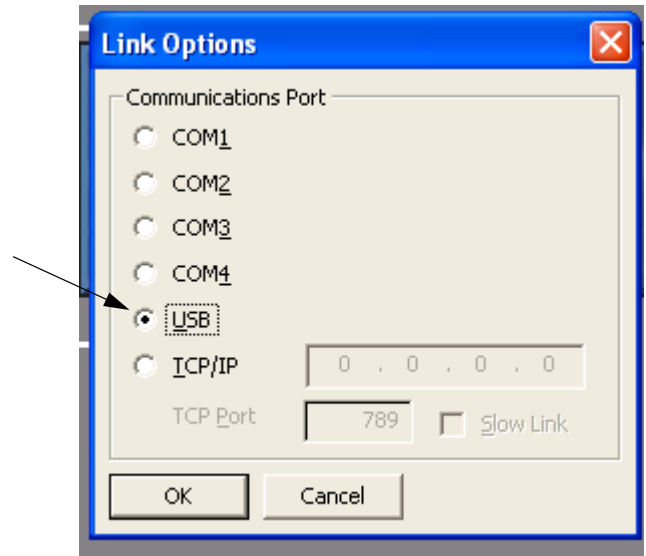 Link Options
Communications Port
COM1
COM2
COM3
COM4
USB
TCP/IP 0 . 0 . 0 . 0
TCP Port 789 Slow Link
OK Cancel